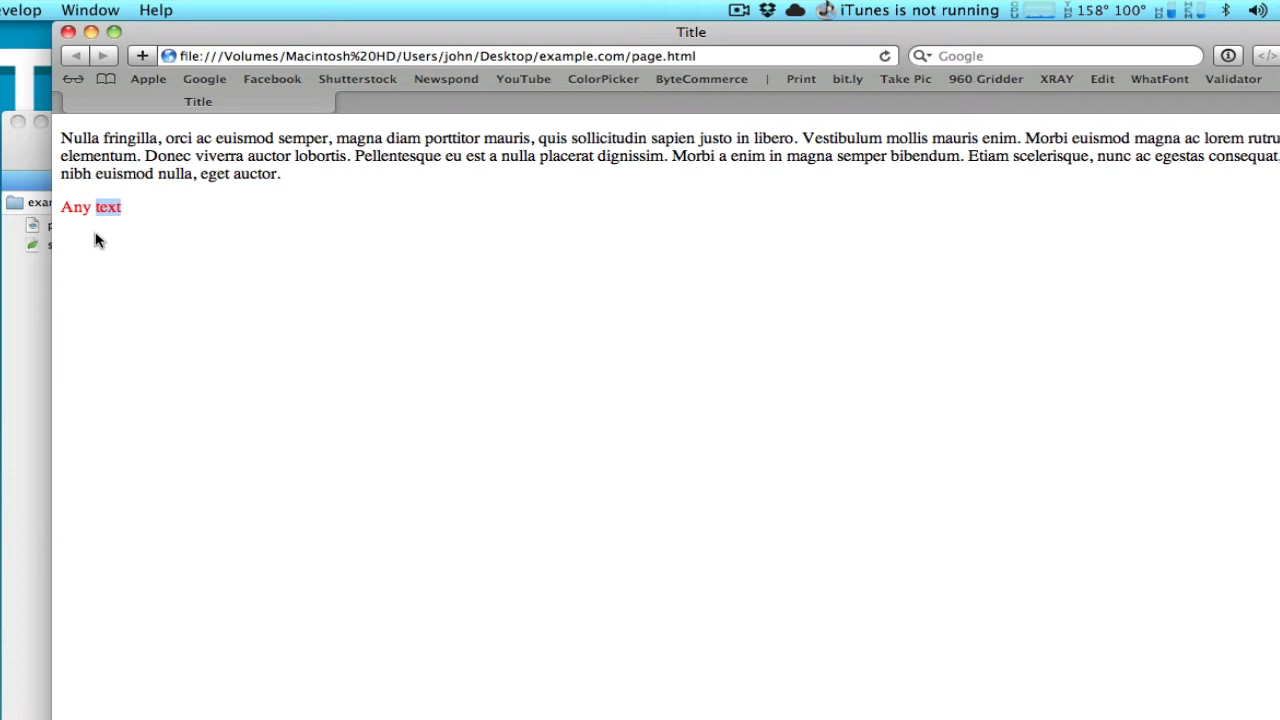 evelop Window Help iTunes is not running 158° 100°
Title
file:///Volumes/Macintosh%20HD/Users/john/Desktop/example.com/page.html Google
Apple Google Facebook Shutterstock Newspond YouTube ColorPicker ByteCommerce | Print bit.ly Take Pic 960 Gridder XRAY Edit WhatFont Validator
Title
Nulla fringilla, orci ac euismod semper, magna diam porttitor mauris, quis sollicitudin sapien justo in libero. Vestibulum mollis mauris enim. Morbi euismod magna ac lorem rutru
elementum. Donec viverra auctor lobortis. Pellentesque eu est a nulla placerat dignissim. Morbi a enim in magna semper bibendum. Etiam scelerisque, nunc ac egestas consequat,
nibh euismod nulla, eget auctor.
exa
Any text
p
s